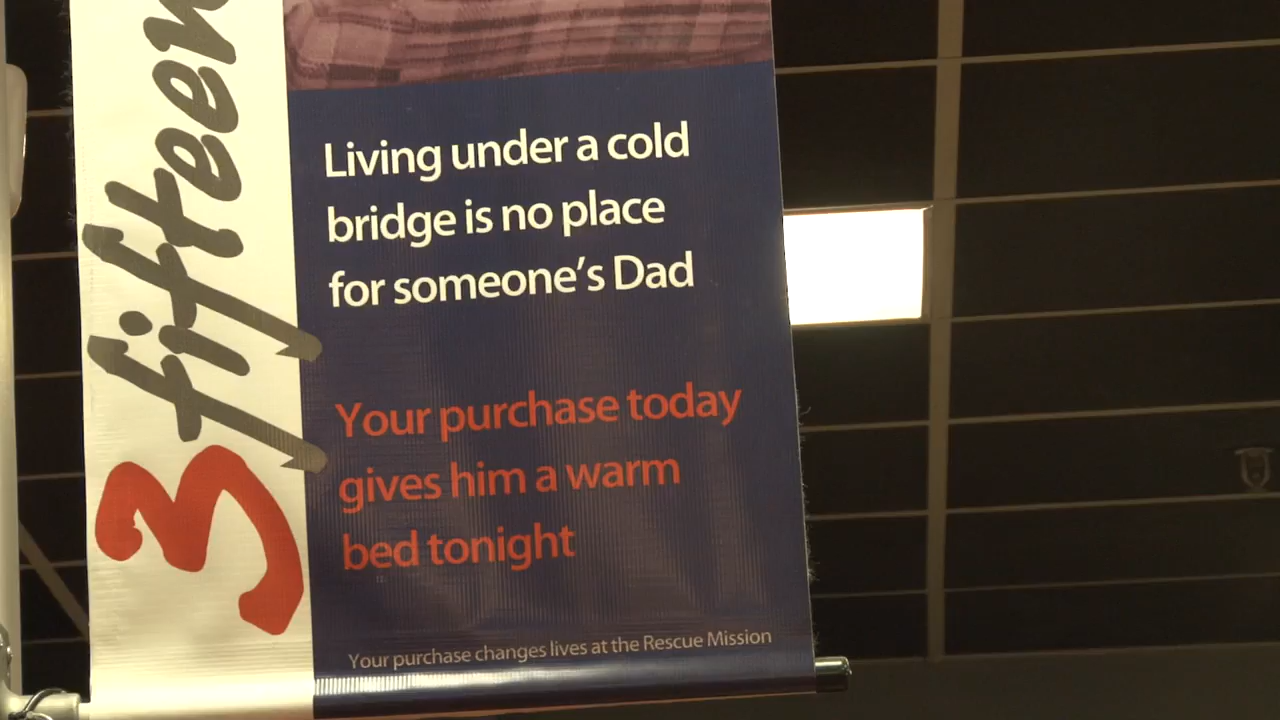 3fifteen
Living under a cold
bridge is no place
for someone's Dad
Your purchase today
gives him a warm
bed tonight
Your purchase changes lives at the Rescue Mission